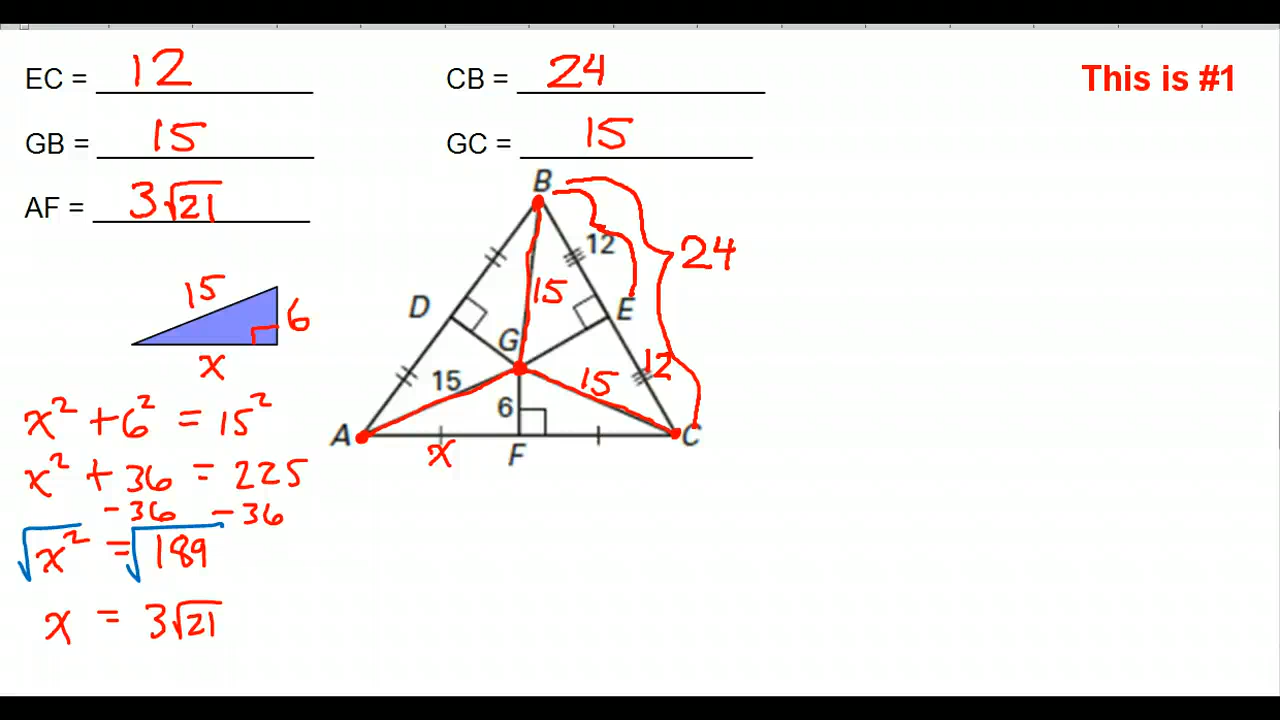 EC = 12
CB = 24
This is #1
GB = 15
GC = 15
AF = 3√21
B
12
24
15
D
E
G
12
15
15
6
A
C
x
F
15
6
x
x² + 6² = 15²
x² + 36 = 225
-36 -36
√x² = √189
x = 3√21